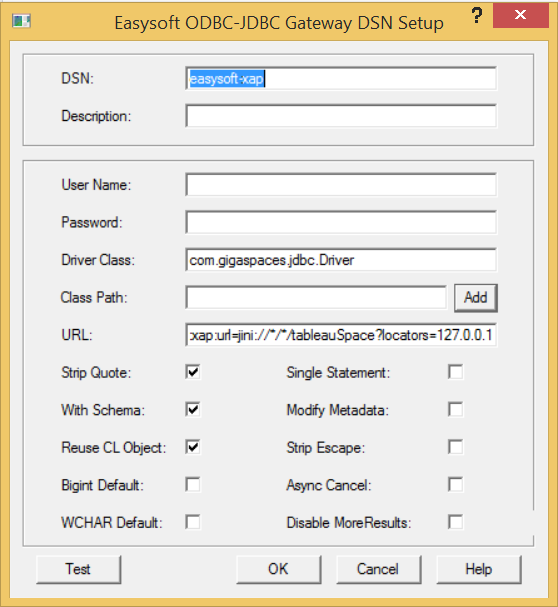 Easysoft ODBC-JDBC Gateway DSN Setup ?
DSN: easysoft-xap
Description:
User Name:
Password:
Driver Class: com.gigaspaces.jdbc.Driver
Class Path: Add
URL: :xap:url=jini://*/*/tableauSpace?locators=127.0.0.1
Strip Quote: Single Statement:
With Schema: Modify Metadata:
Reuse CL Object: Strip Escape:
Bigint Default: Async Cancel:
WCHAR Default: Disable MoreResults:
Test OK Cancel Help